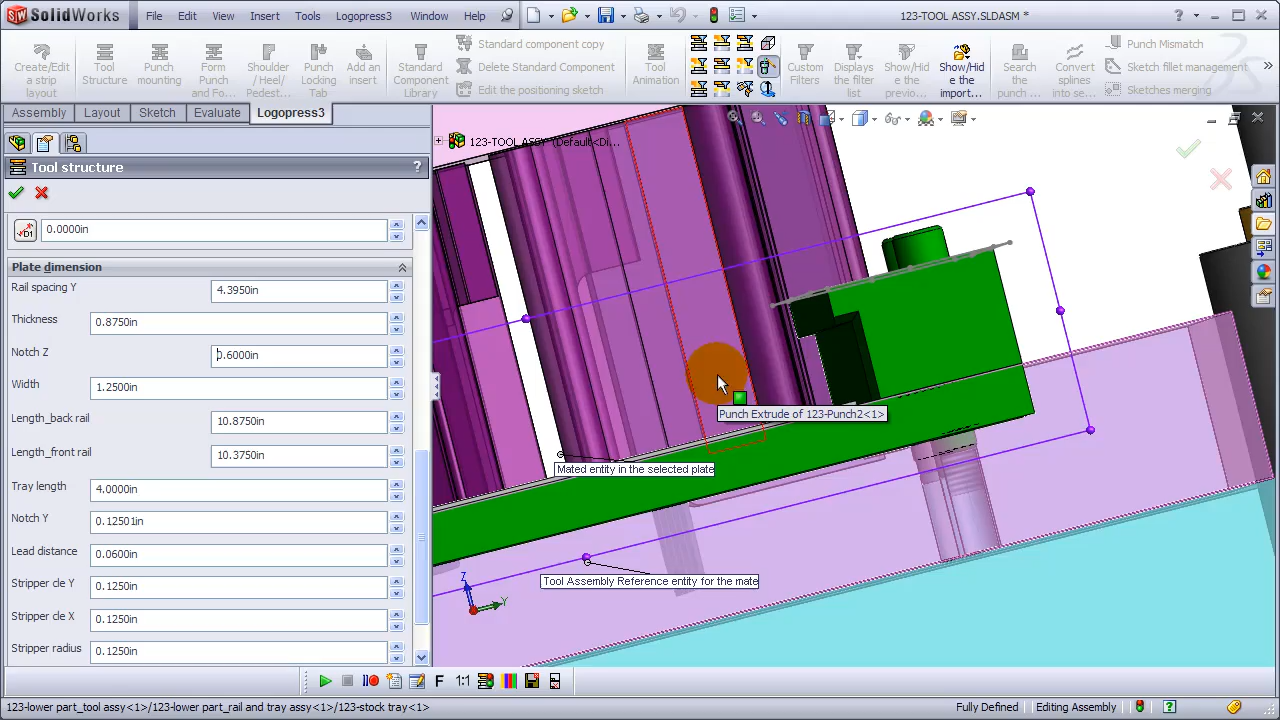 SolidWorks File Edit View Insert Tools Logopress3 Window Help 123-TOOL ASSY.SLDASM *
Standard component copy
Delete Standard Component
Edit the positioning sketch
Create/Edit a strip
Tool Structure
Punch mounting
Form Punch
Shoulder/ Heel
Punch Locking
Add an insert
Standard Component Library
Tool Animation
Custom Filters
Displays the filter list
Show/Hid e the previo...
Show/Hid e the import...
Search the punch ...
Convert splines into se...
Punch Mismatch
Sketch fillet management
Sketches merging
Assembly Layout Sketch Evaluate Logopress3
123-TOOL ASSY (Default<Di...
Tool structure ?
0.0000in
Plate dimension
Rail spacing Y 4.3950in
Thickness 0.8750in
Notch Z 0.6000in
Width 1.2500in
Length_back rail 10.8750in
Length_front rail 10.3750in
Tray length 4.0000in
Notch Y 0.12501in
Lead distance 0.0600in
Stripper cle Y 0.1250in
Stripper cle X 0.1250in
Stripper radius 0.1250in
Punch Extrude of 123-Punch2<1>
Mated entity in the selected plate
Tool Assembly Reference entity for the mate
Z
Y
F 1:1
123-lower part_tool assy<1>/123-lower part_rail and tray assy<1>/123-stock tray<1> Fully Defined Editing Assembly